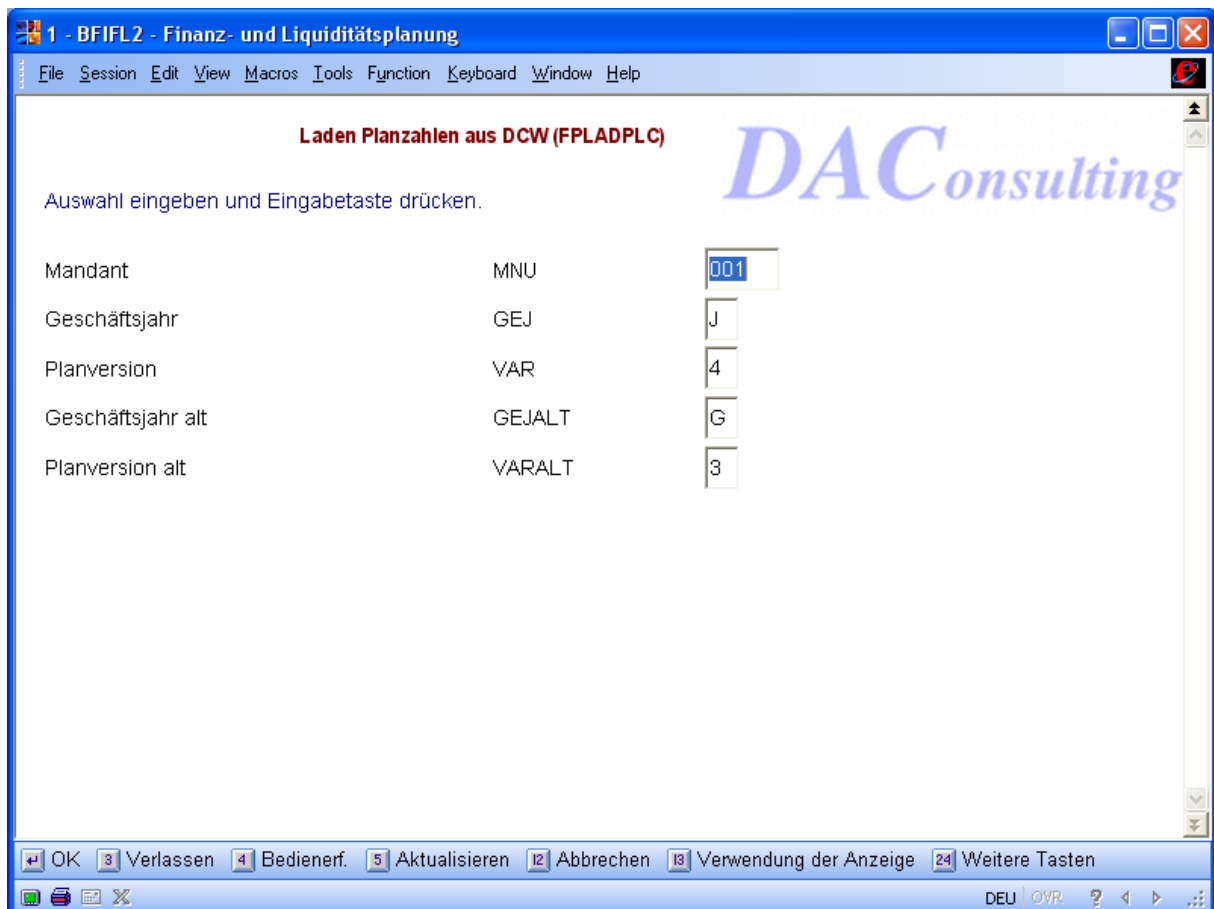 1 - BFIFL2 - Finanz- und Liquiditätsplanung
File Session Edit View Macros Tools Function Keyboard Window Help
Laden Planzahlen aus DCW (FPLADPLC)
DAConsulting
Auswahl eingeben und Eingabetaste drücken.
Mandant MNU 001
Geschäftsjahr GEJ J
Planversion VAR 4
Geschäftsjahr alt GEJALT G
Planversion alt VARALT 3
OK 3 Verlassen 4 Bedienerf. 5 Aktualisieren 12 Abbrechen 13 Verwendung der Anzeige 24 Weitere Tasten
DEU OVR ?